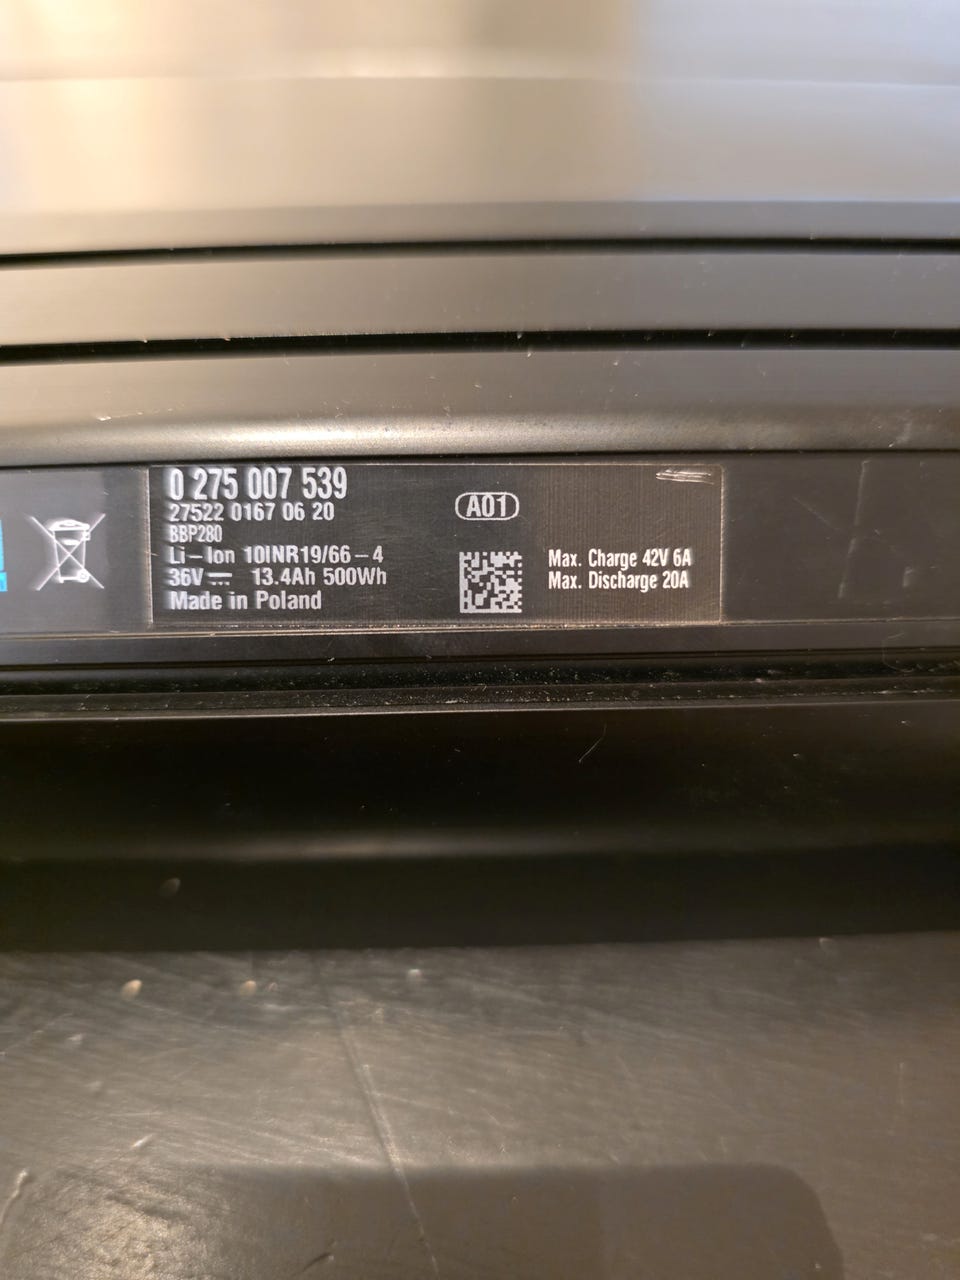 0 275 007 539
27522 0167 06 20
BBP280
Li-Ion 10INR19/66-4
36V 13.4Ah 500Wh
Made in Poland
A01
Max. Charge 42V 6A
Max. Discharge 20A